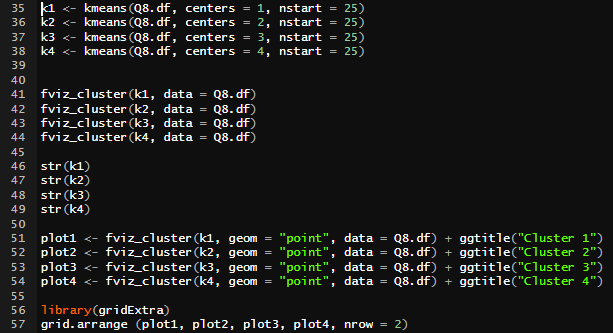 35 k1 <- kmeans(Q8.df, centers = 1, nstart = 25)
36 k2 <- kmeans(Q8.df, centers = 2, nstart = 25)
37 k3 <- kmeans(Q8.df, centers = 3, nstart = 25)
38 k4 <- kmeans(Q8.df, centers = 4, nstart = 25)
39
40
41 fviz_cluster(k1, data = Q8.df)
42 fviz_cluster(k2, data = Q8.df)
43 fviz_cluster(k3, data = Q8.df)
44 fviz_cluster(k4, data = Q8.df)
45
46 str(k1)
47 str(k2)
48 str(k3)
49 str(k4)
50
51 plot1 <- fviz_cluster(k1, geom = "point", data = Q8.df) + ggtitle("Cluster 1")
52 plot2 <- fviz_cluster(k2, geom = "point", data = Q8.df) + ggtitle("Cluster 2")
53 plot3 <- fviz_cluster(k3, geom = "point", data = Q8.df) + ggtitle("Cluster 3")
54 plot4 <- fviz_cluster(k4, geom = "point", data = Q8.df) + ggtitle("Cluster 4")
55
56 library(gridExtra)
57 grid.arrange (plot1, plot2, plot3, plot4, nrow = 2)